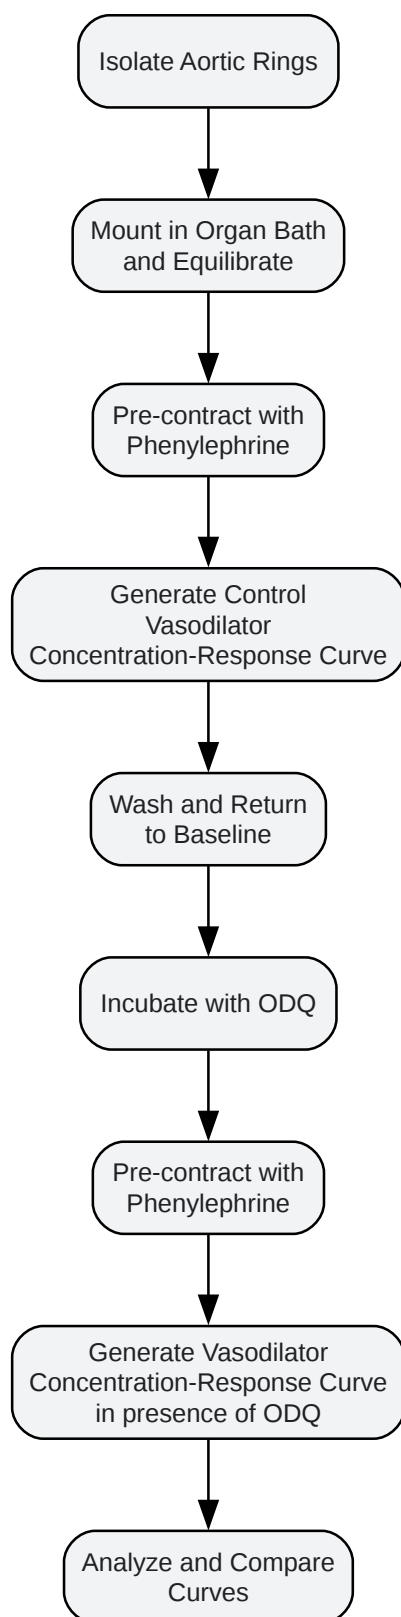 Isolate Aortic Rings
Mount in Organ Bath
and Equilibrate
Pre-contract with
Phenylephrine
Generate Control
Vasodilator
Concentration-Response Curve
Wash and Return
to Baseline
Incubate with ODQ
Pre-contract with
Phenylephrine
Generate Vasodilator
Concentration-Response Curve
in presence of ODQ
Analyze and Compare
Curves